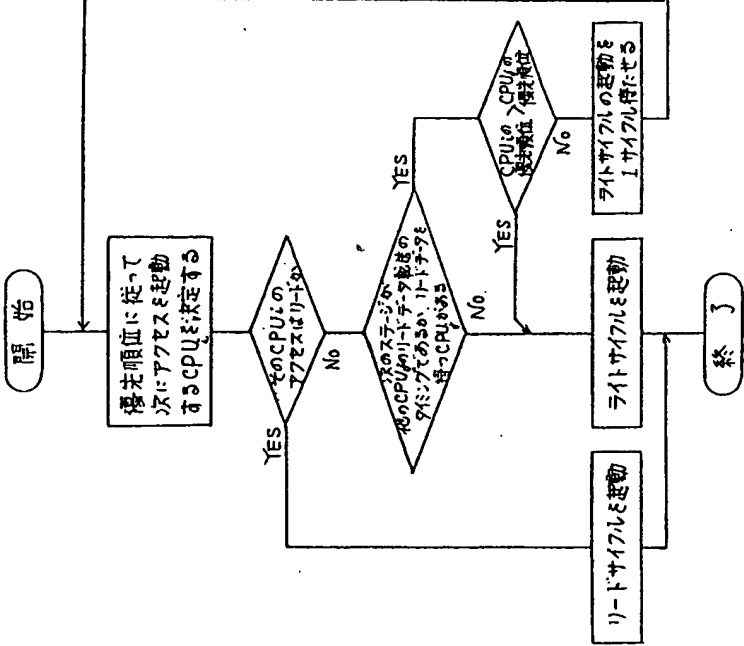 開始
優先順位に従って
次にアクセスを起動
するCPUを決定する
そのCPUiの
アクセスはリードか
YES
No
次のステージが
他のCPUjのリードデータ転送の
タイミングであるか、リードデータを
待つCPUがある
YES
No
CPUiの
優先順位
>
CPUjの
優先順位
YES
No
リードサイクルを起動
ライトサイクルを起動
ライトサイクルの起動を
1サイクル待たせる
終了